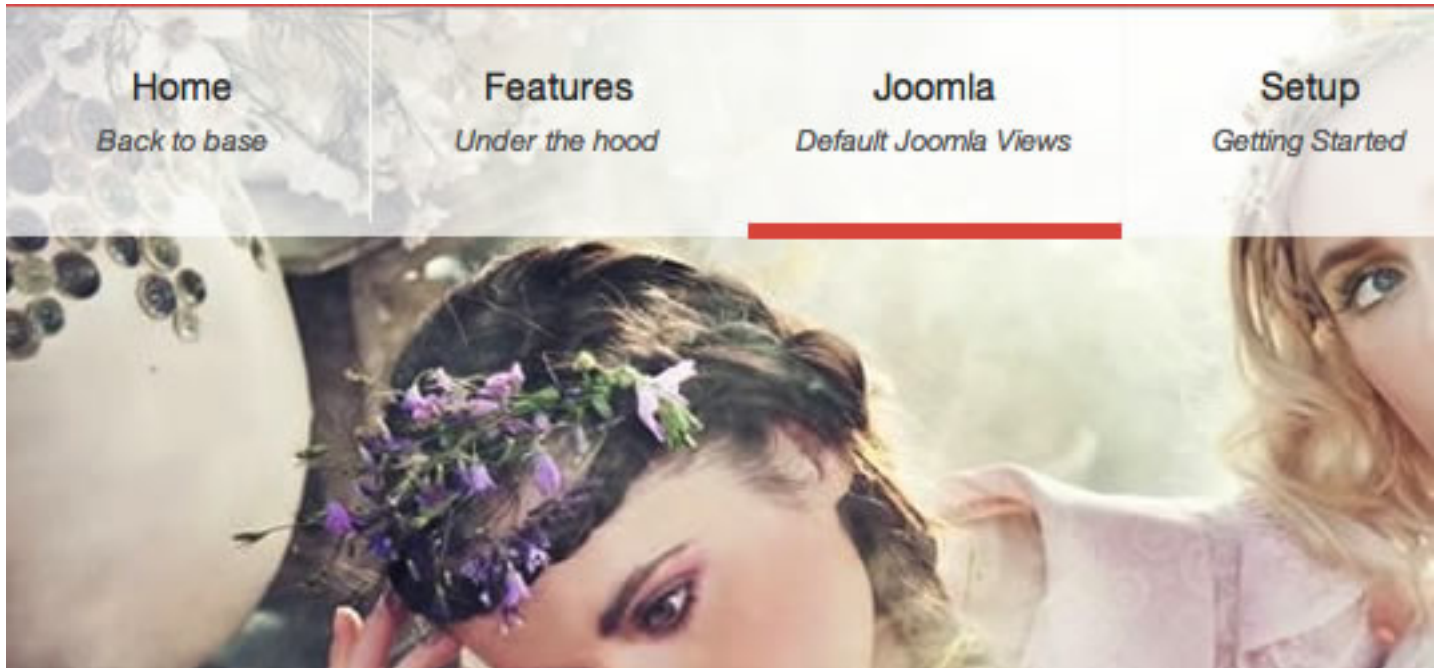 Home
Back to base
Features
Under the hood
Joomla
Default Joomla Views
Setup
Getting Started